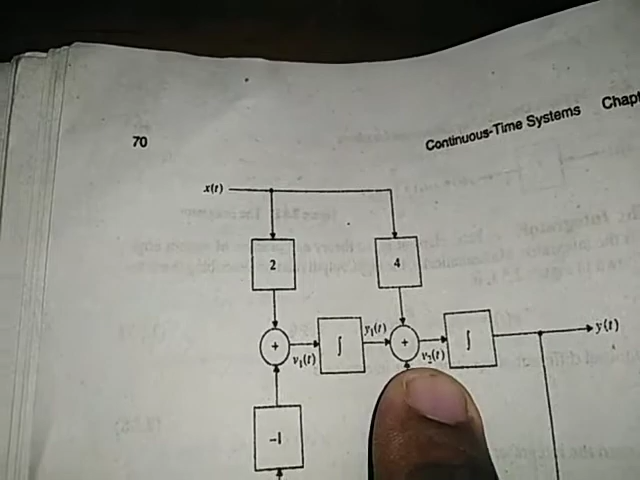 70
Continuous-Time Systems Chapt
x(t)
2
4
+
v₁(t)
∫
y₁(t)
+
v₂(t)
∫
y(t)
-1